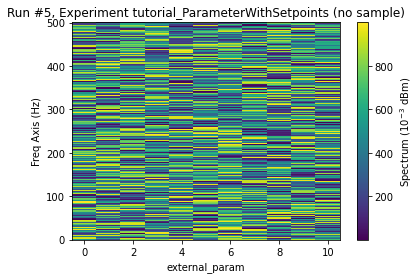 Run #5, Experiment tutorial_ParameterWithSetpoints (no sample)
500
400
300
200
100
0
Freq Axis (Hz)
0 2 4 6 8 10
external_param
800
600
400
200
Spectrum (10⁻³ dBm)